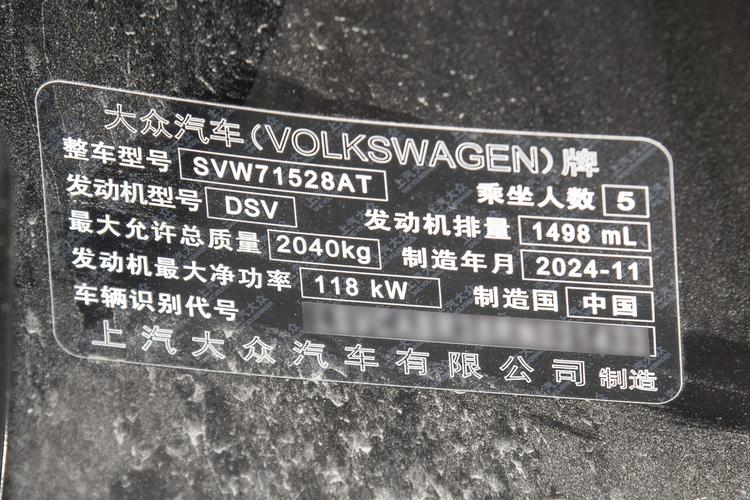 大众汽车(VOLKSWAGEN)牌
整车型号 SVW71528AT 乘坐人数 5
发动机型号 DSV 发动机排量 1498 mL
最大允许总质量 2040kg 制造年月 2024-11
发动机最大净功率 118 kW 制造国 中国
车辆识别代号
上汽大众汽车有限公司 制造